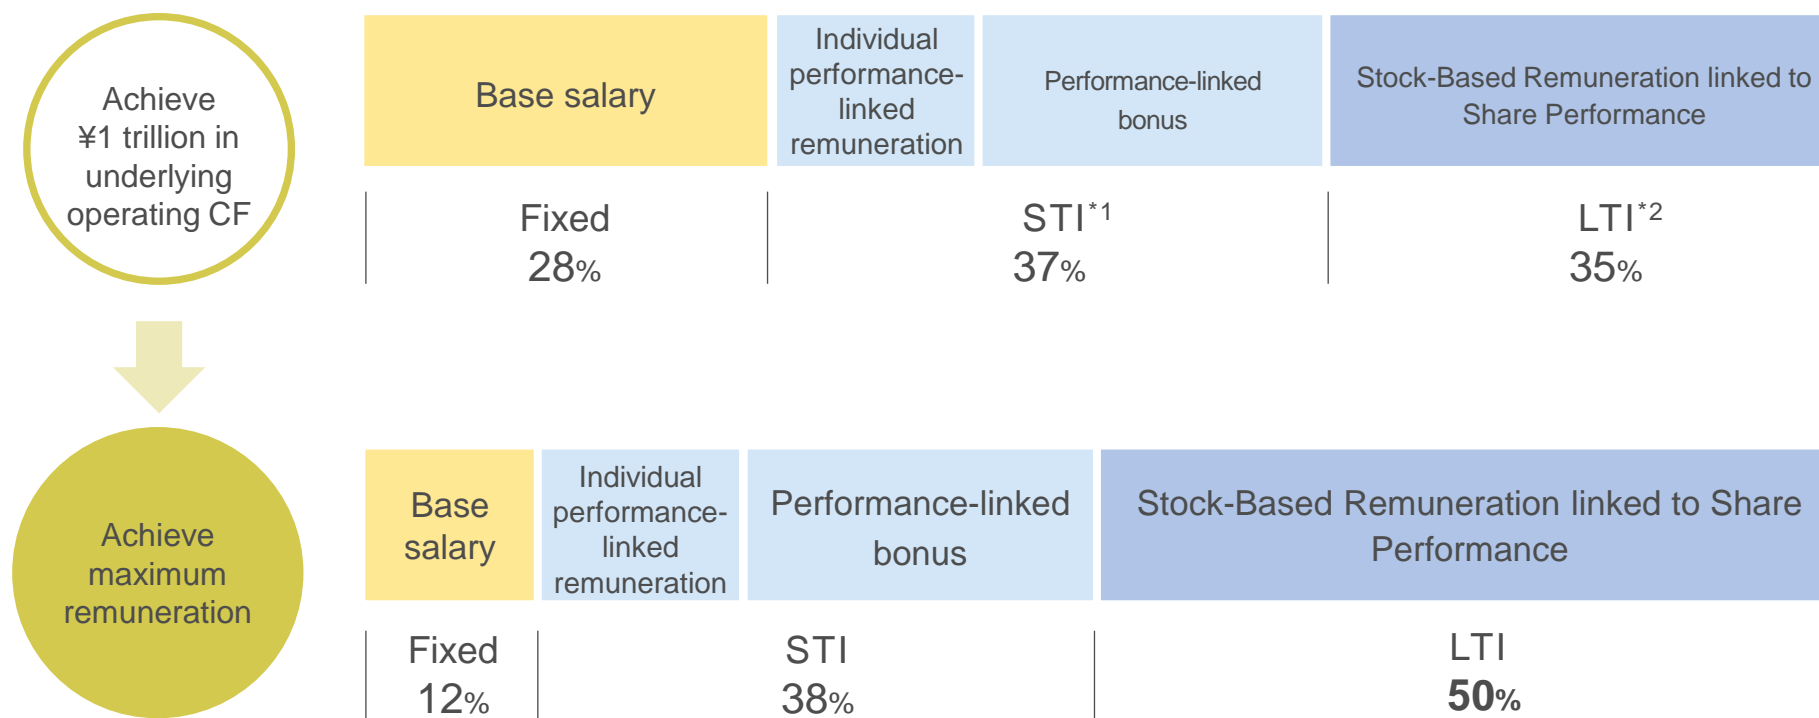 Achieve
¥1 trillion in
underlying
operating CF
Base salary
Individual
performance-
linked
remuneration
Performance-linked
bonus
Stock-Based Remuneration linked to
Share Performance
Fixed
28%
STI*1
37%
LTI*2
35%
Achieve
maximum
remuneration
Base
salary
Individual
performance-
linked
remuneration
Performance-linked
bonus
Stock-Based Remuneration linked to Share
Performance
Fixed
12%
STI
38%
LTI
50%